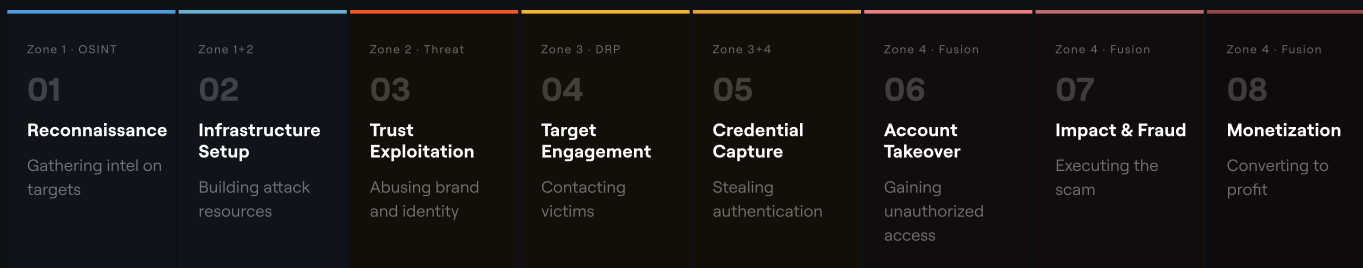 Zone 1 · OSINT
01
Reconnaissance
Gathering intel on
targets
Zone 1+2
02
Infrastructure
Setup
Building attack
resources
Zone 2 · Threat
03
Trust
Exploitation
Abusing brand
and identity
Zone 3 · DRP
04
Target
Engagement
Contacting
victims
Zone 3+4
05
Credential
Capture
Stealing
authentication
Zone 4 · Fusion
06
Account
Takeover
Gaining
unauthorized
access
Zone 4 · Fusion
07
Impact & Fraud
Executing the
scam
Zone 4 · Fusion
08
Monetization
Converting to
profit